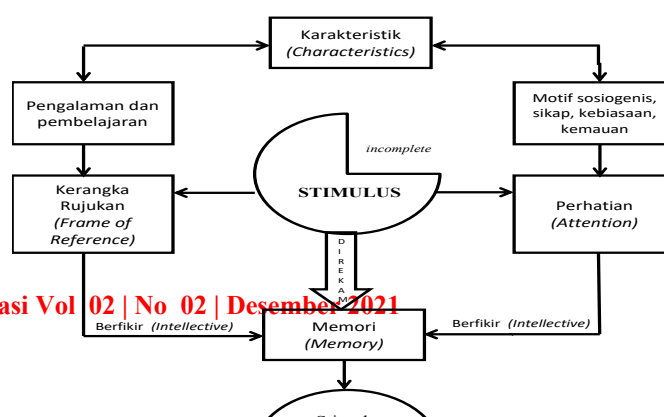 Karakteristik
(Characteristics)
Pengalaman dan
pembelajaran
Motif sosiogenis,
sikap, kebiasaan,
kemauan
incomplete
STIMULUS
Kerangka
Rujukan
(Frame of
Reference)
Perhatian
(Attention)
DIREKAM
asi Vol 02 | No 02 | Desember 2021
Berfikir (Intellective)
Memori
(Memory)
Berfikir (Intellective)